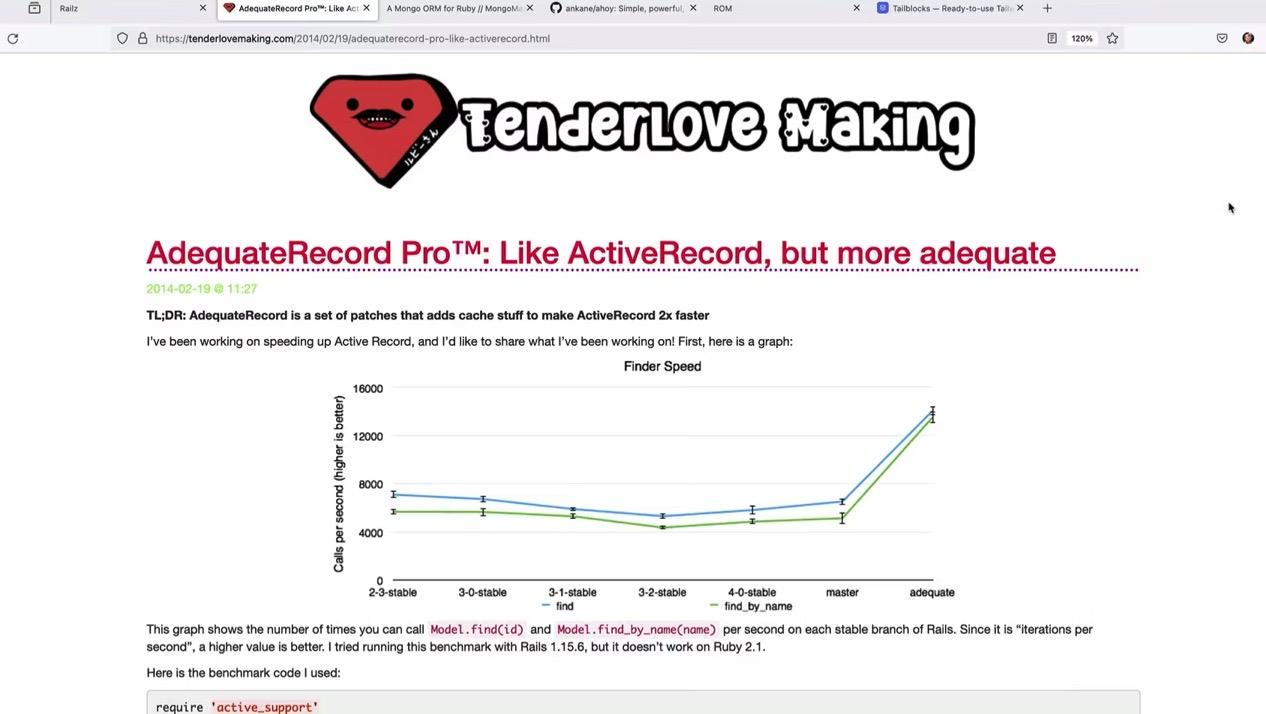 Railz
AdequateRecord Pro™: Like Act
A Mongo ORM for Ruby // MongoMa
ankane/ahoy: Simple, powerful,
ROM
Tailblocks — Ready-to-use Taile
https://tenderlovemaking.com/2014/02/19/adequaterecord-pro-like-activerecord.html
120%
ルビーさん
Tenderlove Making
AdequateRecord Pro™: Like ActiveRecord, but more adequate
2014-02-19 @ 11:27
TL;DR: AdequateRecord is a set of patches that adds cache stuff to make ActiveRecord 2x faster
I've been working on speeding up Active Record, and I'd like to share what I've been working on! First, here is a graph:
Finder Speed
Calls per second (higher is better)
16000
12000
8000
4000
0
2-3-stable 3-0-stable 3-1-stable 3-2-stable 4-0-stable master adequate
find find_by_name
This graph shows the number of times you can call Model.find(id) and Model.find_by_name(name) per second on each stable branch of Rails. Since it is “iterations per
second”, a higher value is better. I tried running this benchmark with Rails 1.15.6, but it doesn't work on Ruby 2.1.
Here is the benchmark code I used:
require 'active_support'